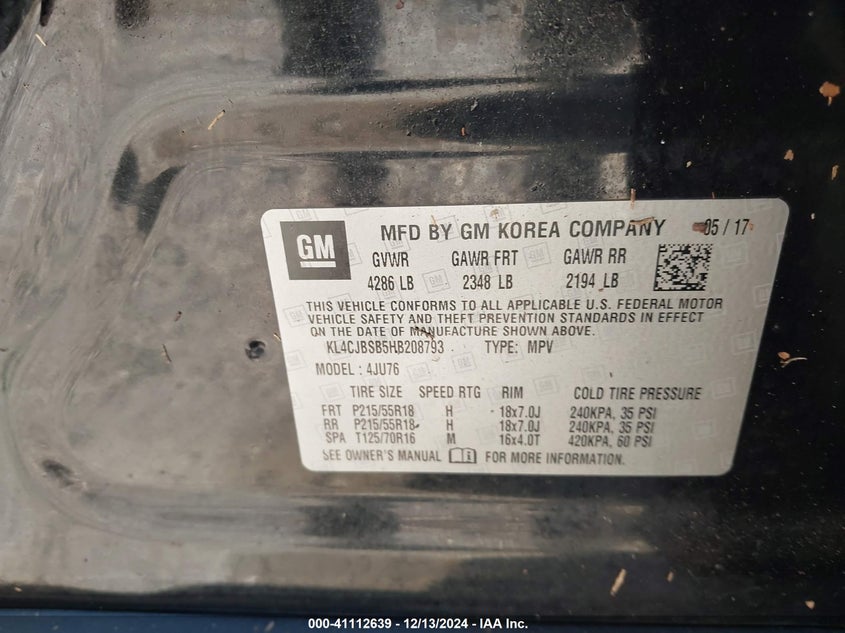 GM
MFD BY GM KOREA COMPANY 05 / 17
GVWR GAWR FRT GAWR RR
4286 LB 2348 LB 2194 LB
THIS VEHICLE CONFORMS TO ALL APPLICABLE U.S. FEDERAL MOTOR
VEHICLE SAFETY AND THEFT PREVENTION STANDARDS IN EFFECT
ON THE DATE OF MANUFACTURE SHOWN ABOVE.
KL4CJBSB5HB208793 TYPE: MPV
MODEL : 4JU76
TIRE SIZE SPEED RTG RIM COLD TIRE PRESSURE
FRT P215/55R18 H 18x7.0J 240KPA, 35 PSI
RR P215/55R18 H 18x7.0J 240KPA, 35 PSI
SPA T125/70R16 M 16x4.0T 420KPA, 60 PSI
SEE OWNER'S MANUAL FOR MORE INFORMATION.
000-41112639 - 12/13/2024 - IAA Inc.